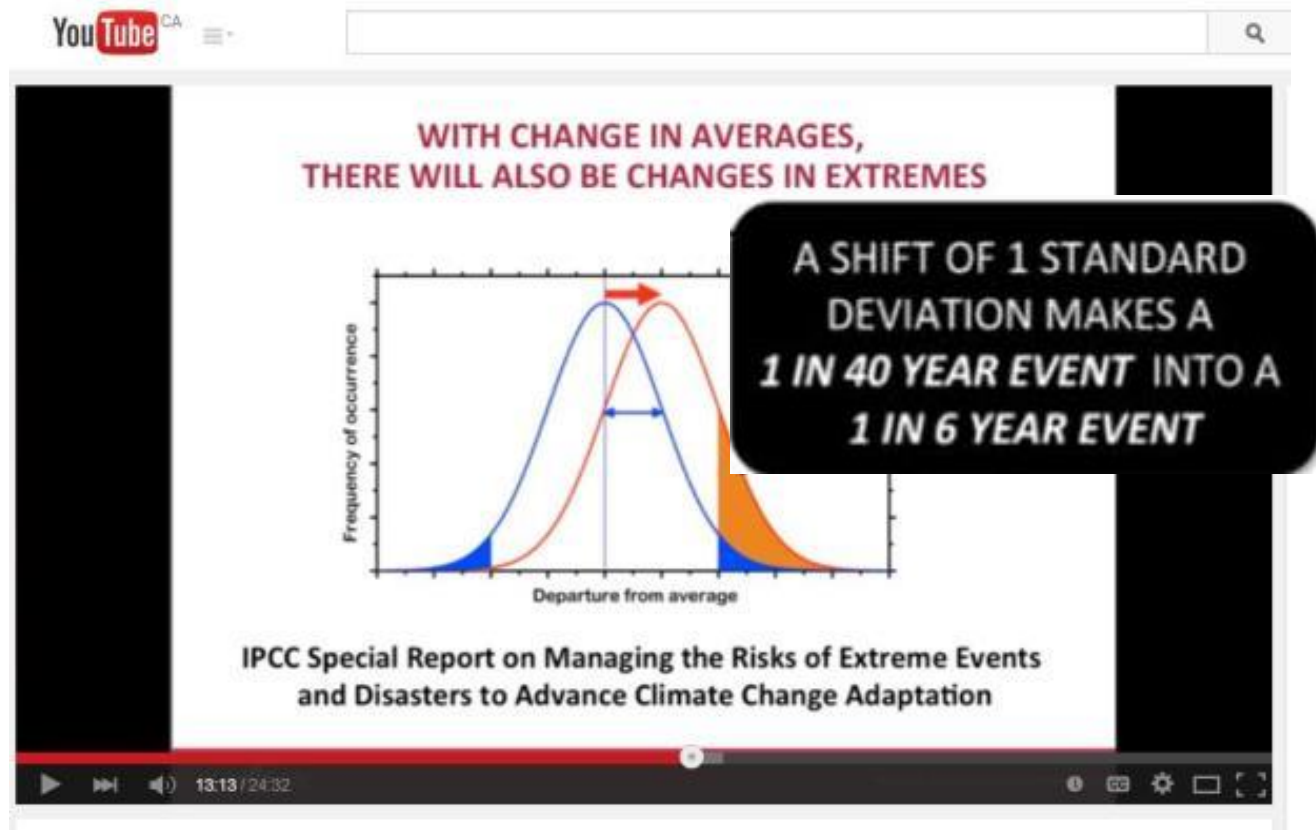 YouTube CA
WITH CHANGE IN AVERAGES,
THERE WILL ALSO BE CHANGES IN EXTREMES
A SHIFT OF 1 STANDARD
DEVIATION MAKES A
1 IN 40 YEAR EVENT INTO A
1 IN 6 YEAR EVENT
Frequency of occurrence
Departure from average
IPCC Special Report on Managing the Risks of Extreme Events
and Disasters to Advance Climate Change Adaptation
13:13 / 24:32
CC